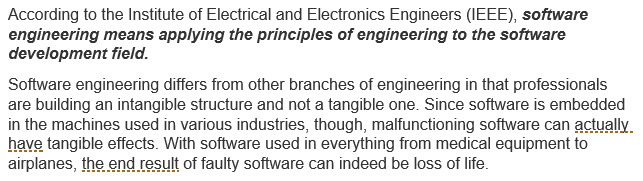 According to the Institute of Electrical and Electronics Engineers (IEEE), software
engineering means applying the principles of engineering to the software
development field.
Software engineering differs from other branches of engineering in that professionals
are building an intangible structure and not a tangible one. Since software is embedded
in the machines used in various industries, though, malfunctioning software can actually
have tangible effects. With software used in everything from medical equipment to
airplanes, the end result of faulty software can indeed be loss of life.